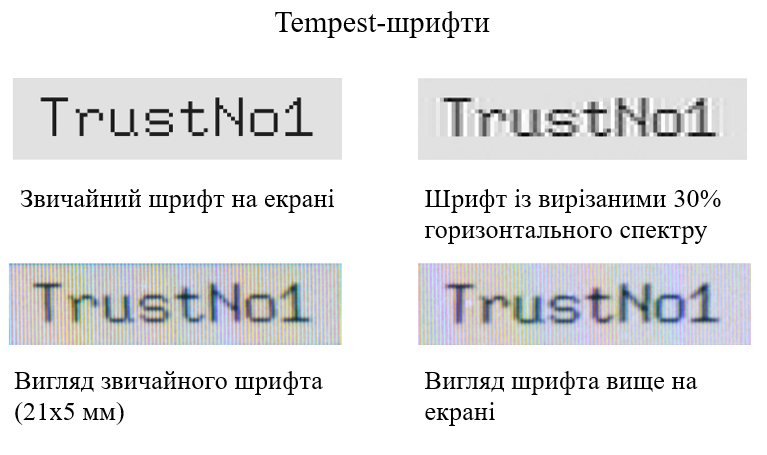 Tempest-шрифти
TrustNo1
TrustNo1
Звичайний шрифт на екрані
Шрифт із вирізаними 30%
горизонтального спектру
TrustNo1
TrustNo1
Вигляд звичайного шрифта
(21х5 мм)
Вигляд шрифта вище на
екрані